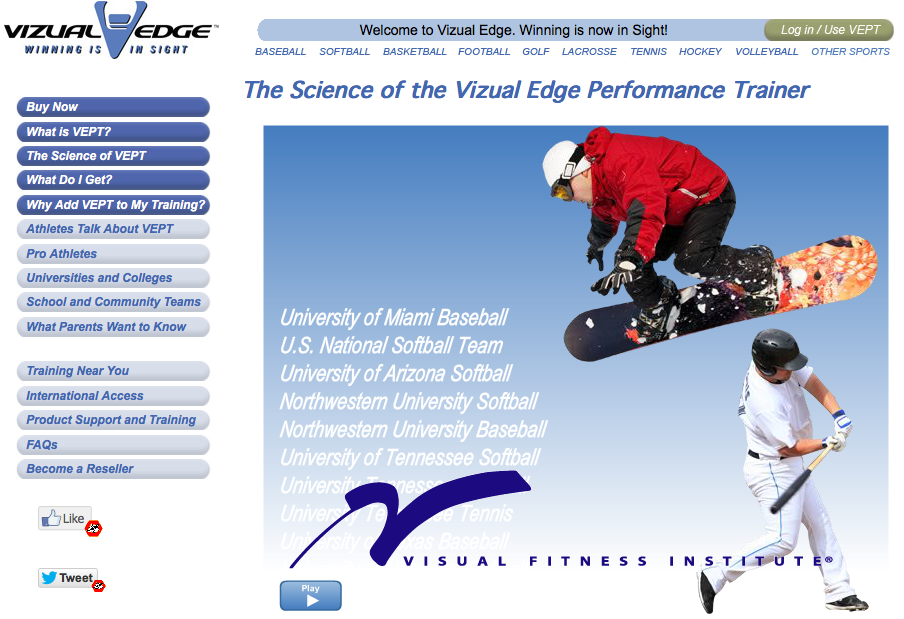 VIZUAL EDGE™
WINNING IS IN SIGHT
Welcome to Vizual Edge. Winning is now in Sight!
Log in / Use VEPT
BASEBALL SOFTBALL BASKETBALL FOOTBALL GOLF LACROSSE TENNIS HOCKEY VOLLEYBALL OTHER SPORTS
The Science of the Vizual Edge Performance Trainer
Buy Now
What is VEPT?
The Science of VEPT
What Do I Get?
Why Add VEPT to My Training?
Athletes Talk About VEPT
Pro Athletes
Universities and Colleges
School and Community Teams
What Parents Want to Know
Training Near You
International Access
Product Support and Training
FAQs
Become a Reseller
Like
Tweet
University of Miami Baseball
U.S. National Softball Team
University of Arizona Softball
Northwestern University Softball
Northwestern University Baseball
University of Tennessee Softball
University
Tennis
University of Texas Baseball
VISUAL FITNESS INSTITUTE®
Play